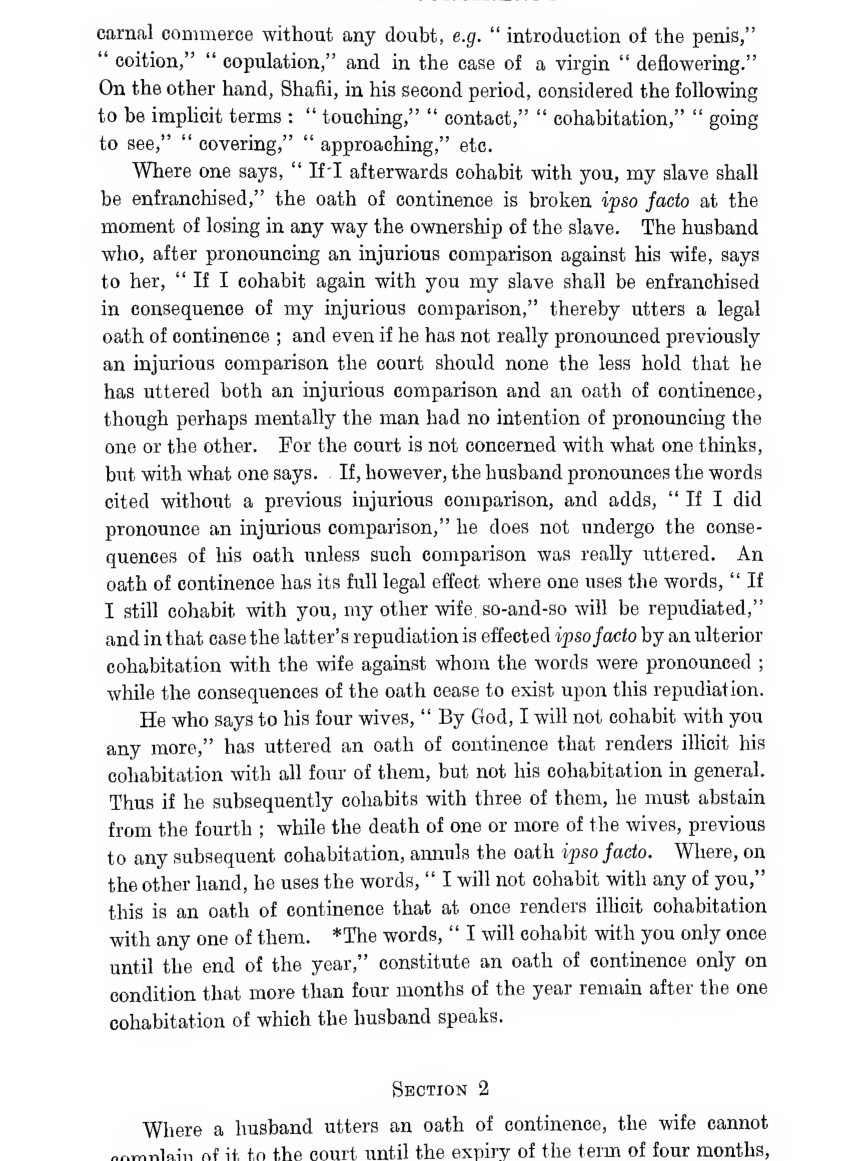 carnal commerce without any doubt, e.g. “ introduction of the penis,”
“ coition,” “ copulation,” and in the case of a virgin “ deflowering.”
On the other hand, Shafii, in his second period, considered the following
to be implicit terms : “ touching,” “ contact,” “ cohabitation,” “ going
to see,” “ covering,” “ approaching,” etc.
Where one says, “ If I afterwards cohabit with you, my slave shall
be enfranchised,” the oath of continence is broken ipso facto at the
moment of losing in any way the ownership of the slave. The husband
who, after pronouncing an injurious comparison against his wife, says
to her, “ If I cohabit again with you my slave shall be enfranchised
in consequence of my injurious comparison,” thereby utters a legal
oath of continence ; and even if he has not really pronounced previously
an injurious comparison the court should none the less hold that he
has uttered both an injurious comparison and an oath of continence,
though perhaps mentally the man had no intention of pronouncing the
one or the other. For the court is not concerned with what one thinks,
but with what one says. If, however, the husband pronounces the words
cited without a previous injurious comparison, and adds, “ If I did
pronounce an injurious comparison,” he does not undergo the conse-
quences of his oath unless such comparison was really uttered. An
oath of continence has its full legal effect where one uses the words, “ If
I still cohabit with you, my other wife so-and-so will be repudiated,”
and in that case the latter’s repudiation is effected ipso facto by an ulterior
cohabitation with the wife against whom the words were pronounced ;
while the consequences of the oath cease to exist upon this repudiation.
He who says to his four wives, “ By God, I will not cohabit with you
any more,” has uttered an oath of continence that renders illicit his
cohabitation with all four of them, but not his cohabitation in general.
Thus if he subsequently cohabits with three of them, he must abstain
from the fourth ; while the death of one or more of the wives, previous
to any subsequent cohabitation, annuls the oath ipso facto. Where, on
the other hand, he uses the words, “ I will not cohabit with any of you,”
this is an oath of continence that at once renders illicit cohabitation
with any one of them. *The words, “ I will cohabit with you only once
until the end of the year,” constitute an oath of continence only on
condition that more than four months of the year remain after the one
cohabitation of which the husband speaks.
Section 2
Where a husband utters an oath of continence, the wife cannot
complain of it to the court until the expiry of the term of four months,